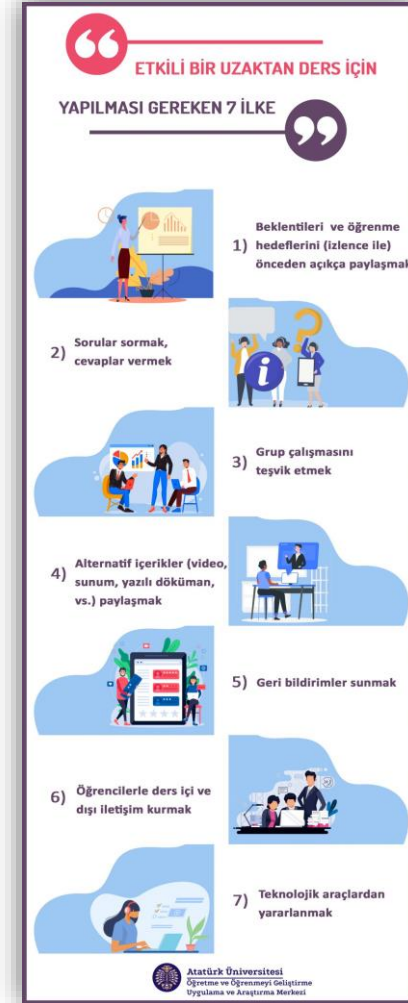 ETKİLİ BİR UZAKTAN DERS İÇİN
YAPILMASI GEREKEN 7 İLKE
1) Beklentileri ve öğrenme
hedeflerini (izlence ile)
önceden açıkça paylaşmak
2) Sorular sormak,
cevaplar vermek
3) Grup çalışmasını
teşvik etmek
4) Alternatif içerikler (video,
sunum, yazılı döküman,
vs.) paylaşmak
5) Geri bildirimler sunmak
6) Öğrencilerle ders içi ve
dışı iletişim kurmak
7) Teknolojik araçlardan
yararlanmak
Atatürk Üniversitesi
Öğretme ve Öğrenmeyi Geliştirme
Uygulama ve Araştırma Merkezi